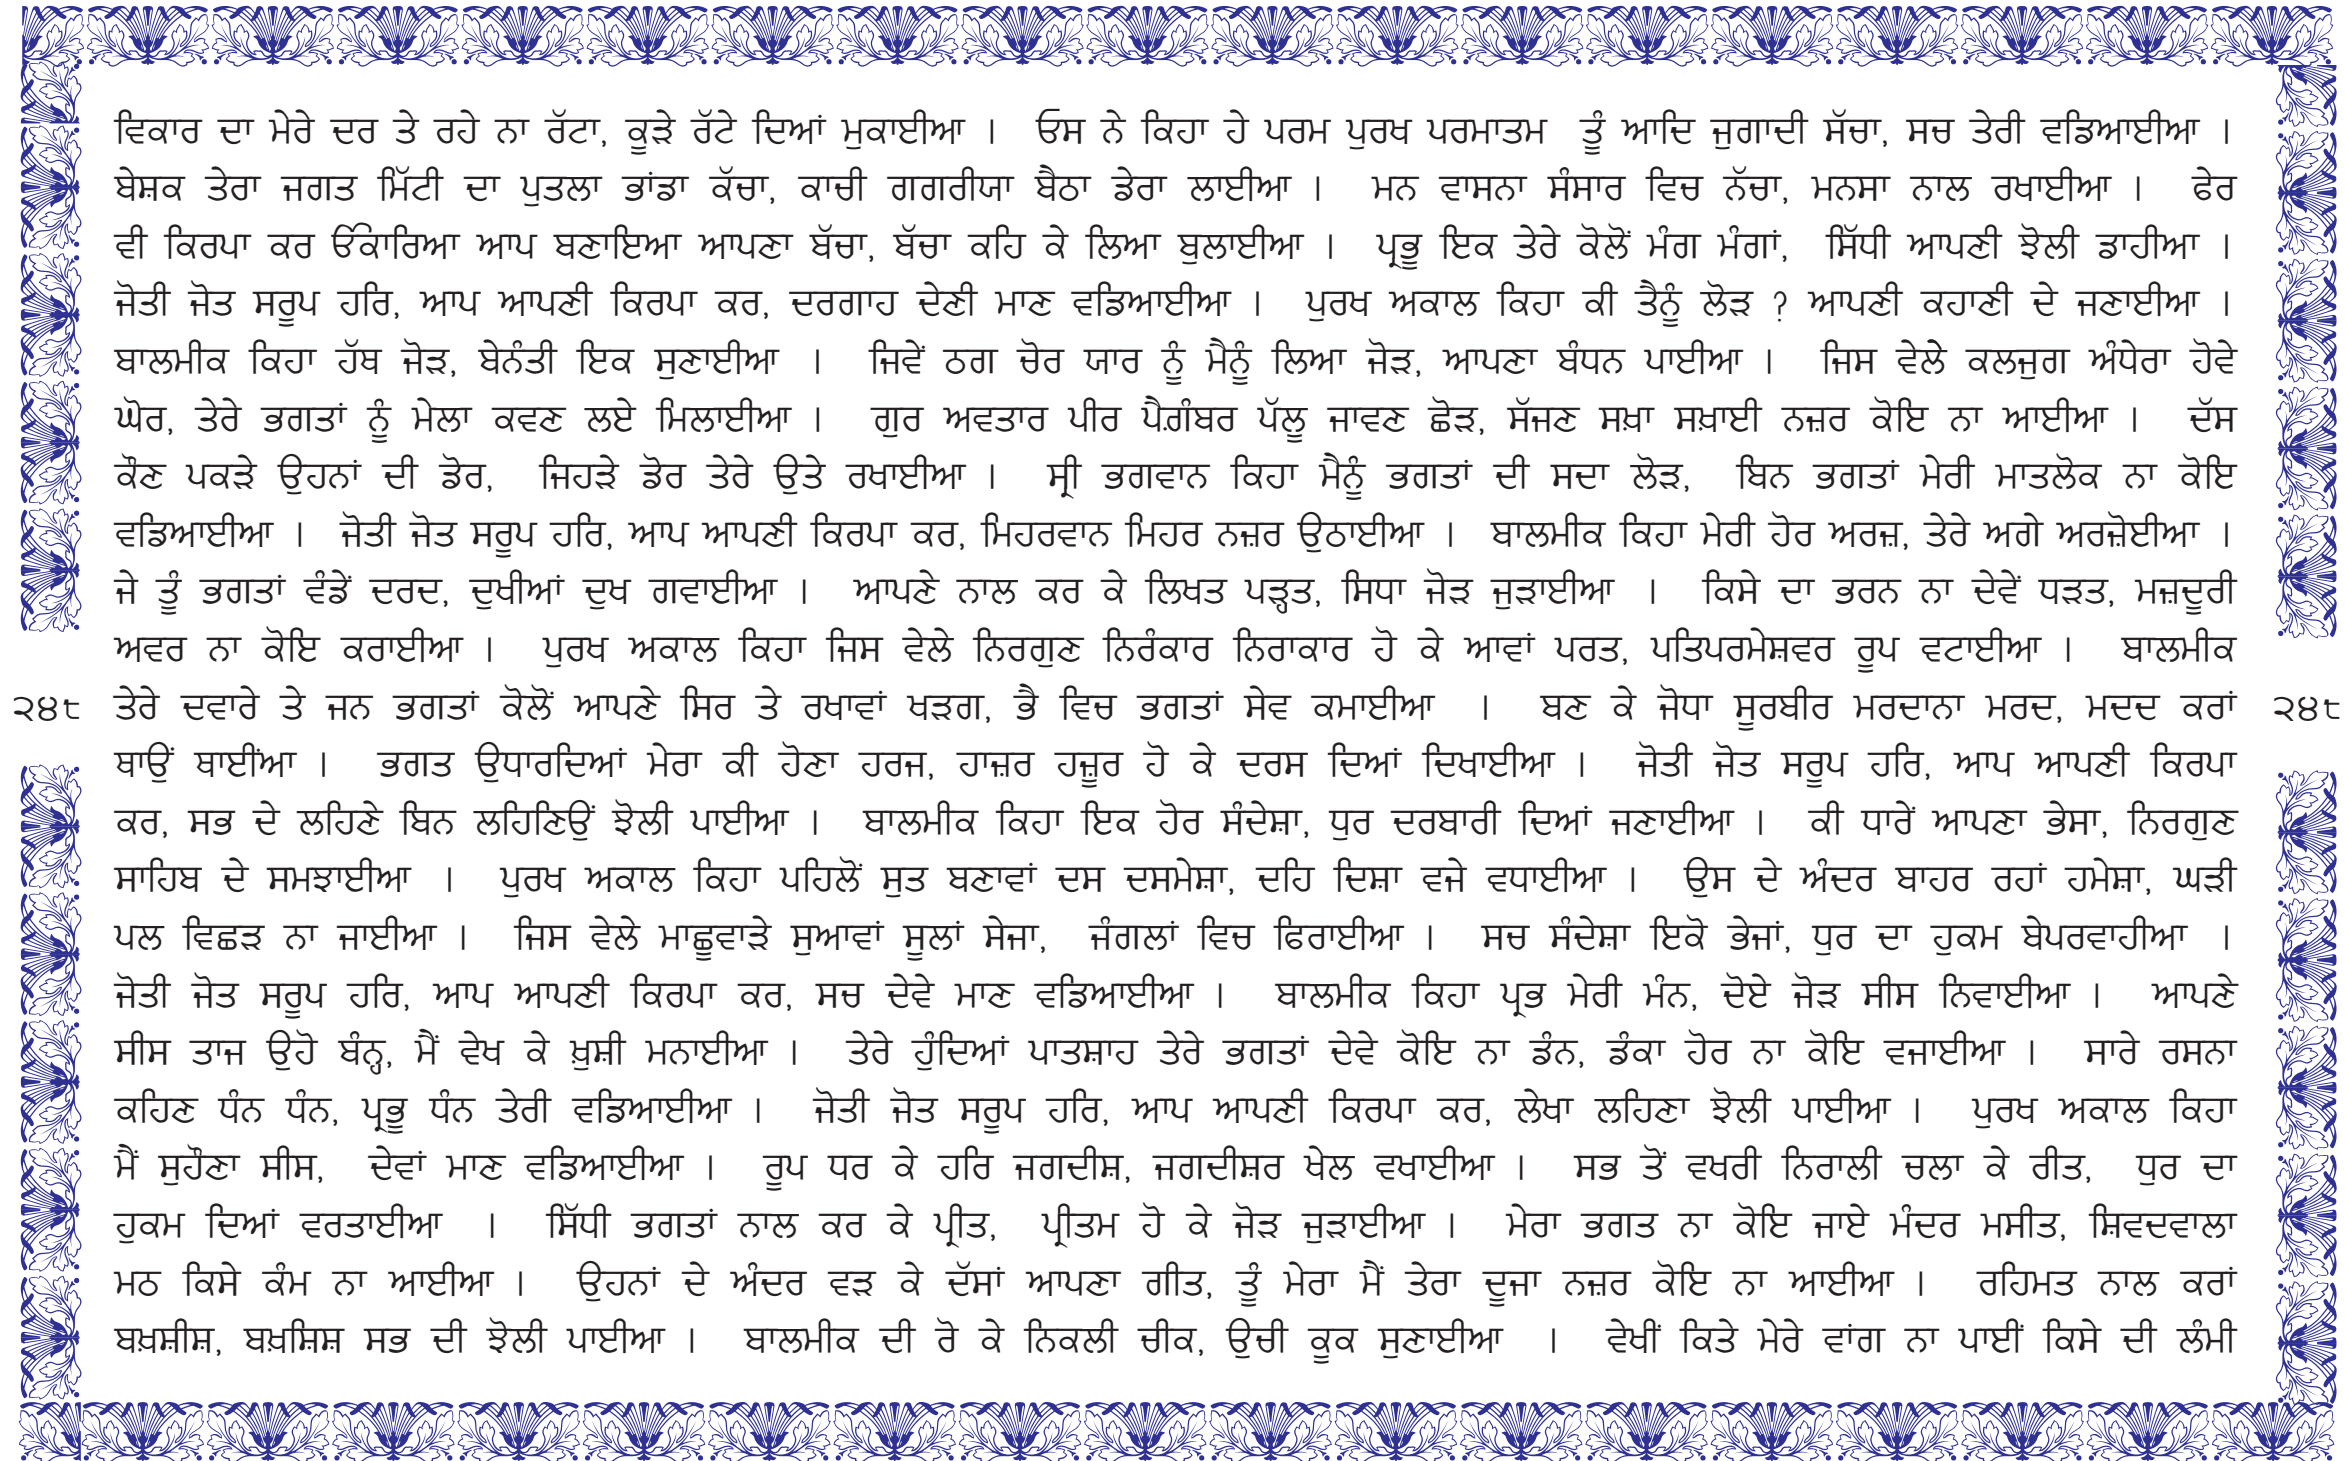 ਵਿਕਾਰ ਦਾ ਮੇਰੇ ਦਰ ਤੇ ਰਹੇ ਨਾ ਰੱਟਾ, ਕੂੜੇ ਰੱਟੇ ਦਿਆਂ ਮੁਕਾਈਆ । ਓਸ ਨੇ ਕਿਹਾ ਹੇ ਪਰਮ ਪੁਰਖ ਪਰਮਾਤਮ ਤੂੰ ਆਦਿ ਜੁਗਾਦੀ ਸੱਚਾ, ਸਚ ਤੇਰੀ ਵਡਿਆਈਆ ।
ਬੇਸ਼ਕ ਤੇਰਾ ਜਗਤ ਮਿੱਟੀ ਦਾ ਪੁਤਲਾ ਭਾਂਡਾ ਕੱਚਾ, ਕਾਚੀ ਗਗਰੀਯਾ ਬੈਠਾ ਡੇਰਾ ਲਾਈਆ । ਮਨ ਵਾਸਨਾ ਸੰਸਾਰ ਵਿਚ ਨੱਚਾ, ਮਨਸਾ ਨਾਲ ਰਖਾਈਆ । ਫੇਰ
ਵੀ ਕਿਰਪਾ ਕਰ ਓਂਕਾਰਿਆ ਆਪ ਬਣਾਇਆ ਆਪਣਾ ਬੱਚਾ, ਬੱਚਾ ਕਹਿ ਕੇ ਲਿਆ ਬੁਲਾਈਆ । ਪ੍ਰਭੂ ਇਕ ਤੇਰੇ ਕੋਲੋਂ ਮੰਗ ਮੰਗਾਂ, ਸਿੱਧੀ ਆਪਣੀ ਝੋਲੀ ਡਾਹੀਆ ।
ਜੋਤੀ ਜੋਤ ਸਰੂਪ ਹਰਿ, ਆਪ ਆਪਣੀ ਕਿਰਪਾ ਕਰ, ਦਰਗਾਹ ਦੇਣੀ ਮਾਣ ਵਡਿਆਈਆ । ਪੁਰਖ ਅਕਾਲ ਕਿਹਾ ਕੀ ਤੈਨੂੰ ਲੋੜ ? ਆਪਣੀ ਕਹਾਣੀ ਦੇ ਜਣਾਈਆ ।
ਬਾਲਮੀਕ ਕਿਹਾ ਹੱਥ ਜੋੜ, ਬੇਨੰਤੀ ਇਕ ਸੁਣਾਈਆ । ਜਿਵੇਂ ਠਗ ਚੋਰ ਯਾਰ ਨੂੰ ਮੈਨੂੰ ਲਿਆ ਜੋੜ, ਆਪਣਾ ਬੰਧਨ ਪਾਈਆ । ਜਿਸ ਵੇਲੇ ਕਲਜੁਗ ਅੰਧੇਰਾ ਹੋਵੇ
ਘੋਰ, ਤੇਰੇ ਭਗਤਾਂ ਨੂੰ ਮੇਲਾ ਕਵਣ ਲਏ ਮਿਲਾਈਆ । ਗੁਰ ਅਵਤਾਰ ਪੀਰ ਪੈਗ਼ੰਬਰ ਪੱਲੂ ਜਾਵਣ ਛੋੜ, ਸੱਜਣ ਸਖ਼ਾ ਸਖ਼ਾਈ ਨਜ਼ਰ ਕੋਇ ਨਾ ਆਈਆ । ਦੱਸ
ਕੌਣ ਪਕੜੇ ਉਹਨਾਂ ਦੀ ਡੋਰ, ਜਿਹੜੇ ਡੋਰ ਤੇਰੇ ਉਤੇ ਰਖਾਈਆ । ਸ੍ਰੀ ਭਗਵਾਨ ਕਿਹਾ ਮੈਨੂੰ ਭਗਤਾਂ ਦੀ ਸਦਾ ਲੋੜ, ਬਿਨ ਭਗਤਾਂ ਮੇਰੀ ਮਾਤਲੋਕ ਨਾ ਕੋਇ
ਵਡਿਆਈਆ । ਜੋਤੀ ਜੋਤ ਸਰੂਪ ਹਰਿ, ਆਪ ਆਪਣੀ ਕਿਰਪਾ ਕਰ, ਮਿਹਰਵਾਨ ਮਿਹਰ ਨਜ਼ਰ ਉਠਾਈਆ । ਬਾਲਮੀਕ ਕਿਹਾ ਮੇਰੀ ਹੋਰ ਅਰਜ਼, ਤੇਰੇ ਅਗੇ ਅਰਜ਼ੋਈਆ ।
ਜੇ ਤੂੰ ਭਗਤਾਂ ਵੰਡੇਂ ਦਰਦ, ਦੁਖੀਆਂ ਦੁਖ ਗਵਾਈਆ । ਆਪਣੇ ਨਾਲ ਕਰ ਕੇ ਲਿਖਤ ਪੜ੍ਹਤ, ਸਿਧਾ ਜੋੜ ਜੁੜਾਈਆ । ਕਿਸੇ ਦਾ ਭਰਨ ਨਾ ਦੇਵੇਂ ਧੜਤ, ਮਜ਼ਦੂਰੀ
ਅਵਰ ਨਾ ਕੋਇ ਕਰਾਈਆ । ਪੁਰਖ ਅਕਾਲ ਕਿਹਾ ਜਿਸ ਵੇਲੇ ਨਿਰਗੁਣ ਨਿਰੰਕਾਰ ਨਿਰਾਕਾਰ ਹੋ ਕੇ ਆਵਾਂ ਪਰਤ, ਪਤਿਪਰਮੇਸ਼ਵਰ ਰੂਪ ਵਟਾਈਆ । ਬਾਲਮੀਕ
੨੪੮ ਤੇਰੇ ਦਵਾਰੇ ਤੇ ਜਨ ਭਗਤਾਂ ਕੋਲੋਂ ਆਪਣੇ ਸਿਰ ਤੇ ਰਖਾਵਾਂ ਖੜਗ, ਭੈ ਵਿਚ ਭਗਤਾਂ ਸੇਵ ਕਮਾਈਆ । ਬਣ ਕੇ ਜੋਧਾ ਸੂਰਬੀਰ ਮਰਦਾਨਾ ਮਰਦ, ਮਦਦ ਕਰਾਂ ੨੪੮
ਥਾਉਂ ਥਾਈਂਆ । ਭਗਤ ਉਧਾਰਦਿਆਂ ਮੇਰਾ ਕੀ ਹੋਣਾ ਹਰਜ, ਹਾਜ਼ਰ ਹਜ਼ੂਰ ਹੋ ਕੇ ਦਰਸ ਦਿਆਂ ਦਿਖਾਈਆ । ਜੋਤੀ ਜੋਤ ਸਰੂਪ ਹਰਿ, ਆਪ ਆਪਣੀ ਕਿਰਪਾ
ਕਰ, ਸਭ ਦੇ ਲਹਿਣੇ ਬਿਨ ਲਹਿਣਿਉਂ ਝੋਲੀ ਪਾਈਆ । ਬਾਲਮੀਕ ਕਿਹਾ ਇਕ ਹੋਰ ਸੰਦੇਸ਼ਾ, ਧੁਰ ਦਰਬਾਰੀ ਦਿਆਂ ਜਣਾਈਆ । ਕੀ ਧਾਰੇਂ ਆਪਣਾ ਭੇਸਾ, ਨਿਰਗੁਣ
ਸਾਹਿਬ ਦੇ ਸਮਝਾਈਆ । ਪੁਰਖ ਅਕਾਲ ਕਿਹਾ ਪਹਿਲੋਂ ਸੁਤ ਬਣਾਵਾਂ ਦਸ ਦਸਮੇਸ਼ਾ, ਦਹਿ ਦਿਸ਼ਾ ਵਜੇ ਵਧਾਈਆ । ਉਸ ਦੇ ਅੰਦਰ ਬਾਹਰ ਰਹਾਂ ਹਮੇਸ਼ਾ, ਘੜੀ
ਪਲ ਵਿਛੜ ਨਾ ਜਾਈਆ । ਜਿਸ ਵੇਲੇ ਮਾਛੂਵਾੜੇ ਸੁਆਵਾਂ ਸੂਲਾਂ ਸੇਜਾ, ਜੰਗਲਾਂ ਵਿਚ ਫਿਰਾਈਆ । ਸਚ ਸੰਦੇਸ਼ਾ ਇਕੋ ਭੇਜਾਂ, ਧੁਰ ਦਾ ਹੁਕਮ ਬੇਪਰਵਾਹੀਆ ।
ਜੋਤੀ ਜੋਤ ਸਰੂਪ ਹਰਿ, ਆਪ ਆਪਣੀ ਕਿਰਪਾ ਕਰ, ਸਚ ਦੇਵੇ ਮਾਣ ਵਡਿਆਈਆ । ਬਾਲਮੀਕ ਕਿਹਾ ਪ੍ਰਭ ਮੇਰੀ ਮੰਨ, ਦੋਏ ਜੋੜ ਸੀਸ ਨਿਵਾਈਆ । ਆਪਣੇ
ਸੀਸ ਤਾਜ ਉਹੋ ਬੰਨ੍ਹ, ਮੈਂ ਵੇਖ ਕੇ ਖ਼ੁਸ਼ੀ ਮਨਾਈਆ । ਤੇਰੇ ਹੁੰਦਿਆਂ ਪਾਤਸ਼ਾਹ ਤੇਰੇ ਭਗਤਾਂ ਦੇਵੇ ਕੋਇ ਨਾ ਡੰਨ, ਡੰਕਾ ਹੋਰ ਨਾ ਕੋਇ ਵਜਾਈਆ । ਸਾਰੇ ਰਸਨਾ
ਕਹਿਣ ਧੰਨ ਧੰਨ, ਪ੍ਰਭੂ ਧੰਨ ਤੇਰੀ ਵਡਿਆਈਆ । ਜੋਤੀ ਜੋਤ ਸਰੂਪ ਹਰਿ, ਆਪ ਆਪਣੀ ਕਿਰਪਾ ਕਰ, ਲੇਖਾ ਲਹਿਣਾ ਝੋਲੀ ਪਾਈਆ । ਪੁਰਖ ਅਕਾਲ ਕਿਹਾ
ਮੈਂ ਸੁਹੌਣਾ ਸੀਸ, ਦੇਵਾਂ ਮਾਣ ਵਡਿਆਈਆ । ਰੂਪ ਧਰ ਕੇ ਹਰਿ ਜਗਦੀਸ਼, ਜਗਦੀਸ਼ਰ ਖੇਲ ਵਖਾਈਆ । ਸਭ ਤੋਂ ਵਖਰੀ ਨਿਰਾਲੀ ਚਲਾ ਕੇ ਰੀਤ, ਧੁਰ ਦਾ
ਹੁਕਮ ਦਿਆਂ ਵਰਤਾਈਆ । ਸਿੱਧੀ ਭਗਤਾਂ ਨਾਲ ਕਰ ਕੇ ਪ੍ਰੀਤ, ਪ੍ਰੀਤਮ ਹੋ ਕੇ ਜੋੜ ਜੁੜਾਈਆ । ਮੇਰਾ ਭਗਤ ਨਾ ਕੋਇ ਜਾਏ ਮੰਦਰ ਮਸੀਤ, ਸ਼ਿਵਦਵਾਲਾ
ਮਠ ਕਿਸੇ ਕੰਮ ਨਾ ਆਈਆ । ਉਹਨਾਂ ਦੇ ਅੰਦਰ ਵੜ ਕੇ ਦੱਸਾਂ ਆਪਣਾ ਗੀਤ, ਤੂੰ ਮੇਰਾ ਮੈਂ ਤੇਰਾ ਦੂਜਾ ਨਜ਼ਰ ਕੋਇ ਨਾ ਆਈਆ । ਰਹਿਮਤ ਨਾਲ ਕਰਾਂ
ਬਖ਼ਸ਼ੀਸ਼, ਬਖ਼ਸ਼ਿਸ਼ ਸਭ ਦੀ ਝੋਲੀ ਪਾਈਆ । ਬਾਲਮੀਕ ਦੀ ਰੋ ਕੇ ਨਿਕਲੀ ਚੀਕ, ਉਚੀ ਕੂਕ ਸੁਣਾਈਆ । ਵੇਖੀਂ ਕਿਤੇ ਮੇਰੇ ਵਾਂਗ ਨਾ ਪਾਈਂ ਕਿਸੇ ਦੀ ਲੰਮੀ